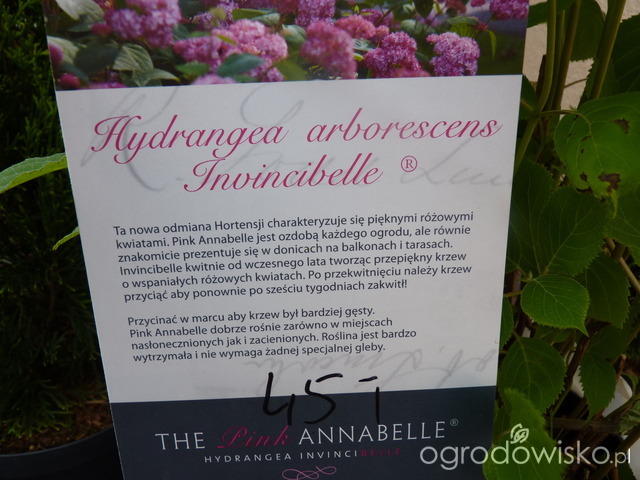 Hydrangea arborescens
Invincibelle ®
Ta nowa odmiana Hortensji charakteryzuje się pięknymi różowymi
kwiatami. Pink Annabelle jest ozdobą każdego ogrodu, ale równie
znakomicie prezentuje się w donicach na balkonach i tarasach.
Invincibelle kwitnie od wczesnego lata tworząc przepiękny krzew
o wspaniałych różowych kwiatach. Po przekwitnięciu należy krzew
przyciąć aby ponownie po sześciu tygodniach zakwitł!
Przycinać w marcu aby krzew był bardziej gęsty.
Pink Annabelle dobrze rośnie zarówno w miejscach
nasłonecznionych jak i zacienionych. Roślina jest bardzo
wytrzymała i nie wymaga żadnej specjalnej gleby.
45,-
THE Pink ANNABELLE®
HYDRANGEA INVINCIBELLE
ogrodowisko.pl